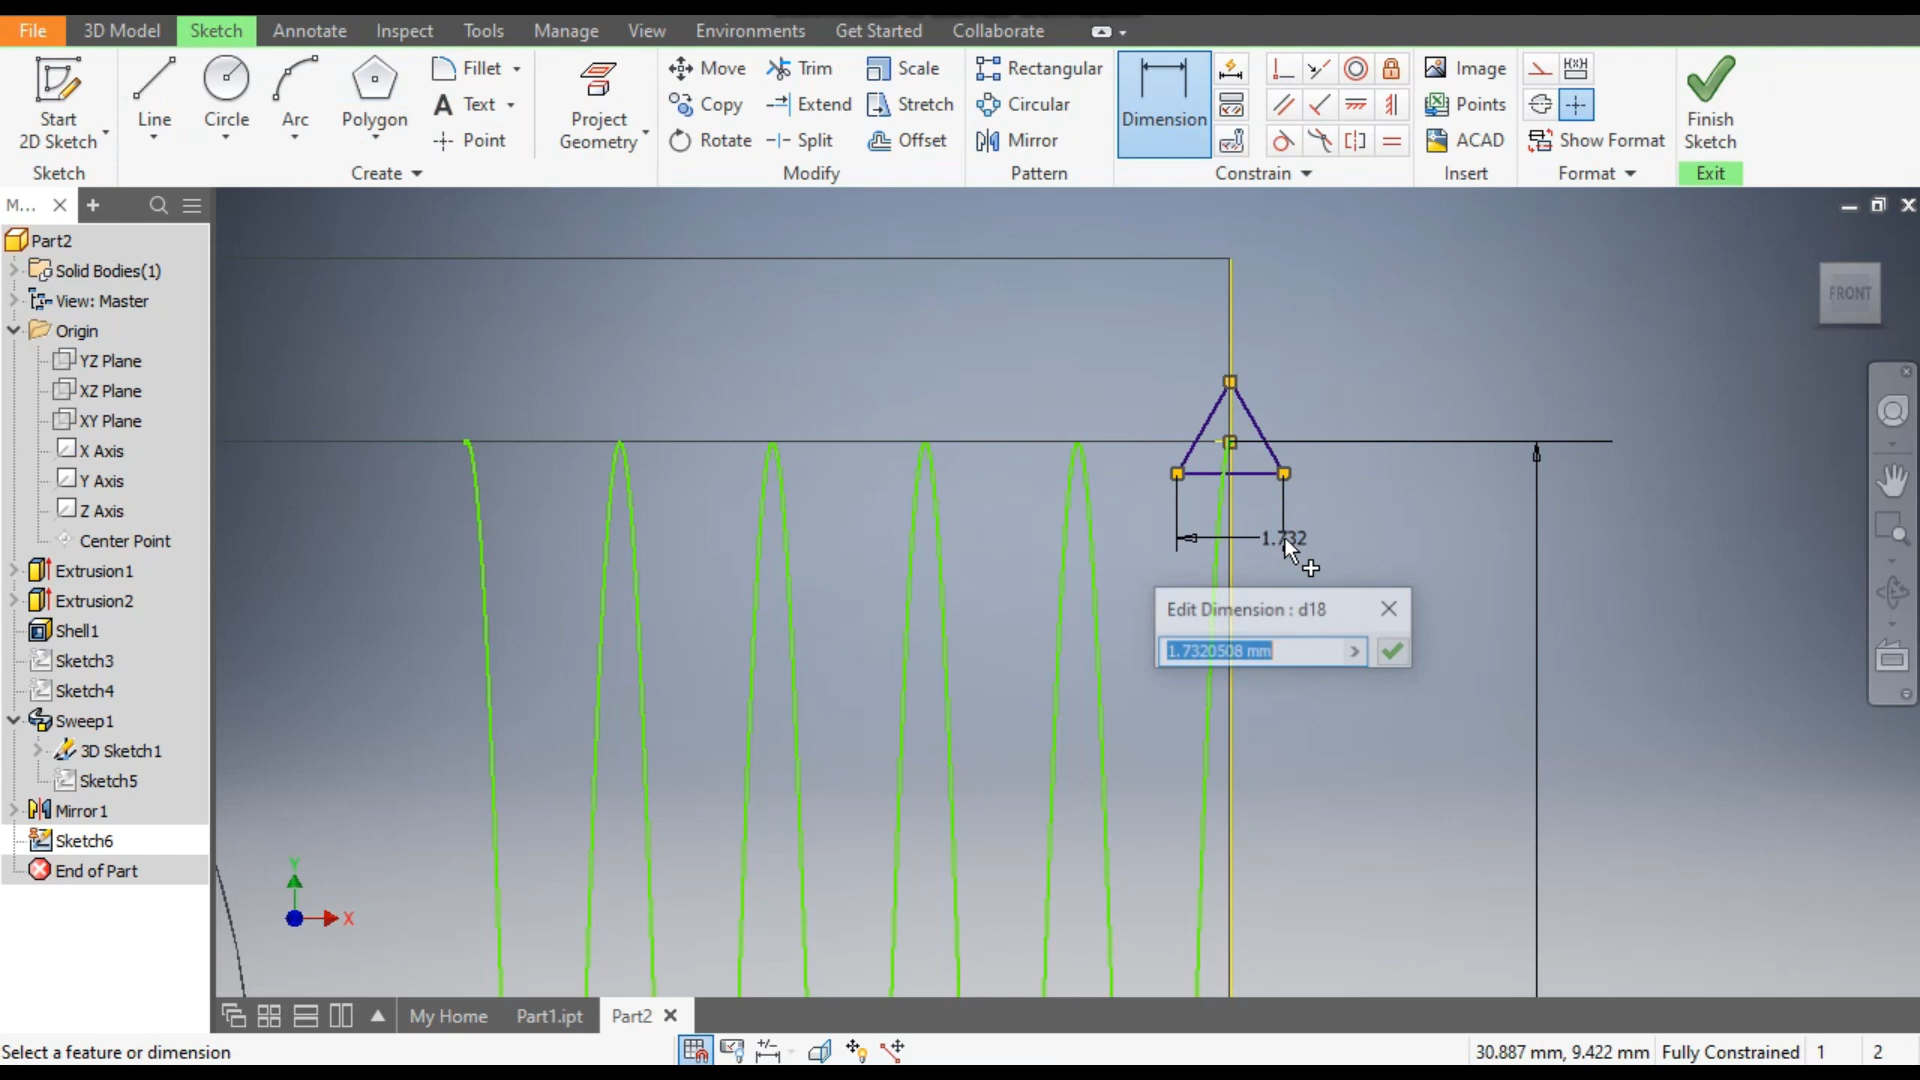 File 3D Model Sketch Annotate Inspect Tools Manage View Environments Get Started Collaborate
Start
2D Sketch
Sketch
Line
Circle
Arc
Polygon
Fillet
Text
Point
Create
Project
Geometry
Move
Copy
Rotate
Trim
Extend
Split
Scale
Stretch
Offset
Modify
Rectangular
Circular
Mirror
Pattern
Dimension
Constrain
Image
Points
ACAD
Insert
Show Format
Format
Finish
Sketch
Exit
M...
Part2
Solid Bodies(1)
View: Master
Origin
YZ Plane
XZ Plane
XY Plane
X Axis
Y Axis
Z Axis
Center Point
Extrusion1
Extrusion2
Shell1
Sketch3
Sketch4
Sweep1
3D Sketch1
Sketch5
Mirror1
Sketch6
End of Part
FRONT
1.732
Edit Dimension : d18
1.7320508 mm
Y
X
My Home Part1.ipt Part2
Select a feature or dimension
30.887 mm, 9.422 mm Fully Constrained 1 2